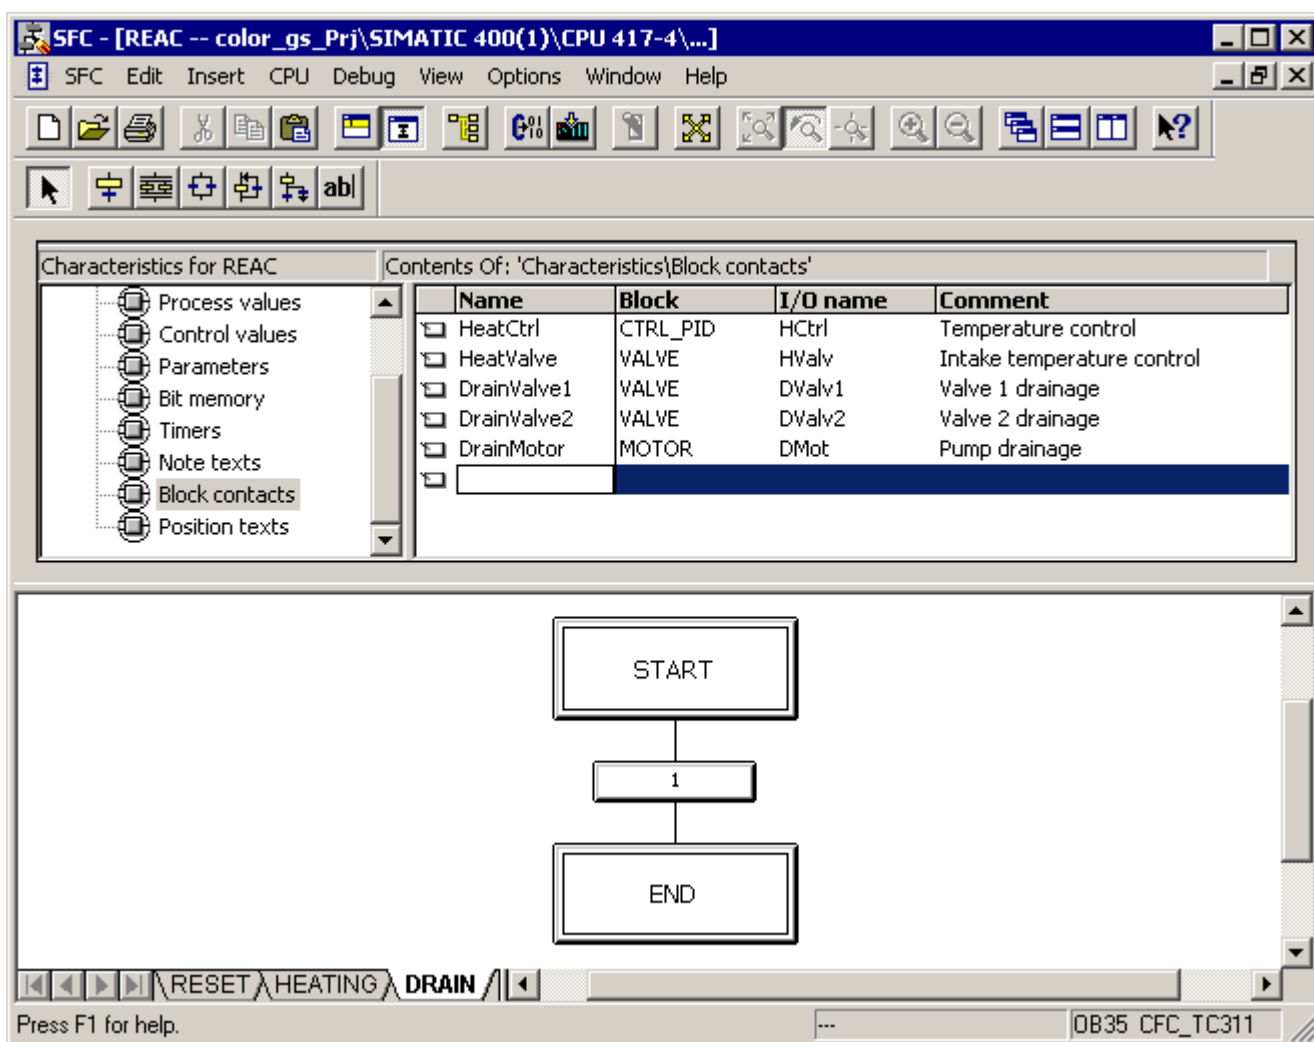 SFC - [REAC -- color_gs_Prj\SIMATIC 400(1)\CPU 417-4\...]
SFC Edit Insert CPU Debug View Options Window Help
ab|
Characteristics for REAC Contents Of: 'Characteristics\Block contacts'
Process values
Control values
Parameters
Bit memory
Timers
Note texts
Block contacts
Position texts
Name Block I/O name Comment
HeatCtrl CTRL_PID HCtrl Temperature control
HeatValve VALVE HValv Intake temperature control
DrainValve1 VALVE DValv1 Valve 1 drainage
DrainValve2 VALVE DValv2 Valve 2 drainage
DrainMotor MOTOR DMot Pump drainage
START
1
END
RESET HEATING DRAIN
Press F1 for help. --- OB35 CFC_TC311